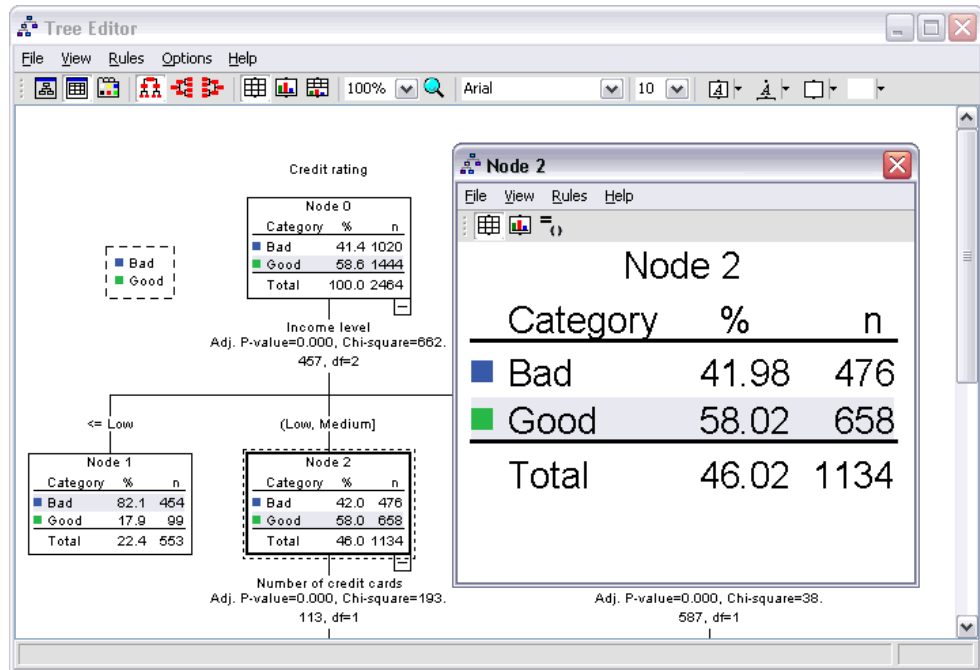 Tree Editor
File View Rules Options Help
100% Arial 10 A A
Credit rating
Node 0
Category % n
Bad 41.4 1020
Good 58.6 1444
Total 100.0 2464
Bad
Good
Income level
Adj. P-value=0.000, Chi-square=662.
457, df=2
<= Low
(Low, Medium]
Node 1
Category % n
Bad 82.1 454
Good 17.9 99
Total 22.4 553
Node 2
Category % n
Bad 42.0 476
Good 58.0 658
Total 46.0 1134
Number of credit cards
Adj. P-value=0.000, Chi-square=193.
113, df=1
Adj. P-value=0.000, Chi-square=38.
587, df=1
Node 2
File View Rules Help
Node 2
Category % n
Bad 41.98 476
Good 58.02 658
Total 46.02 1134